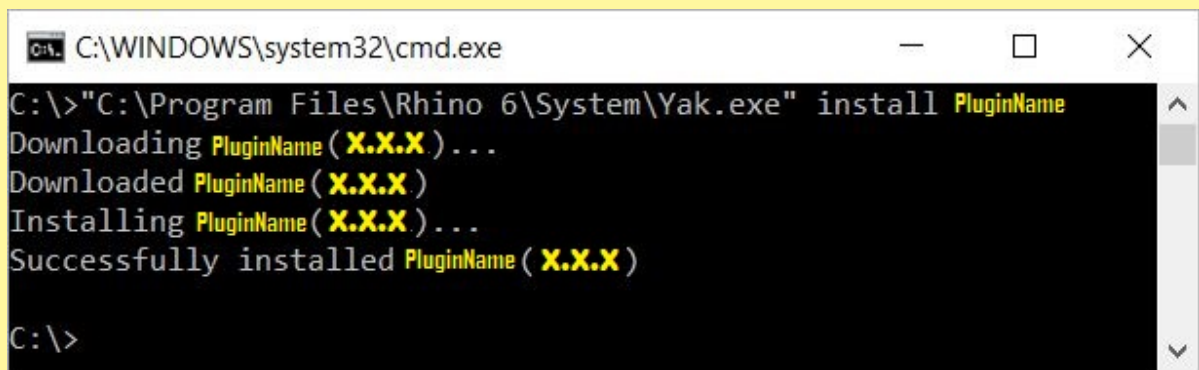 C:\WINDOWS\system32\cmd.exe
C:\>"C:\Program Files\Rhino 6\System\Yak.exe" install PluginName
Downloading PluginName (X.X.X)...
Downloaded PluginName (X.X.X)
Installing PluginName (X.X.X)...
Successfully installed PluginName (X.X.X)
C:\>